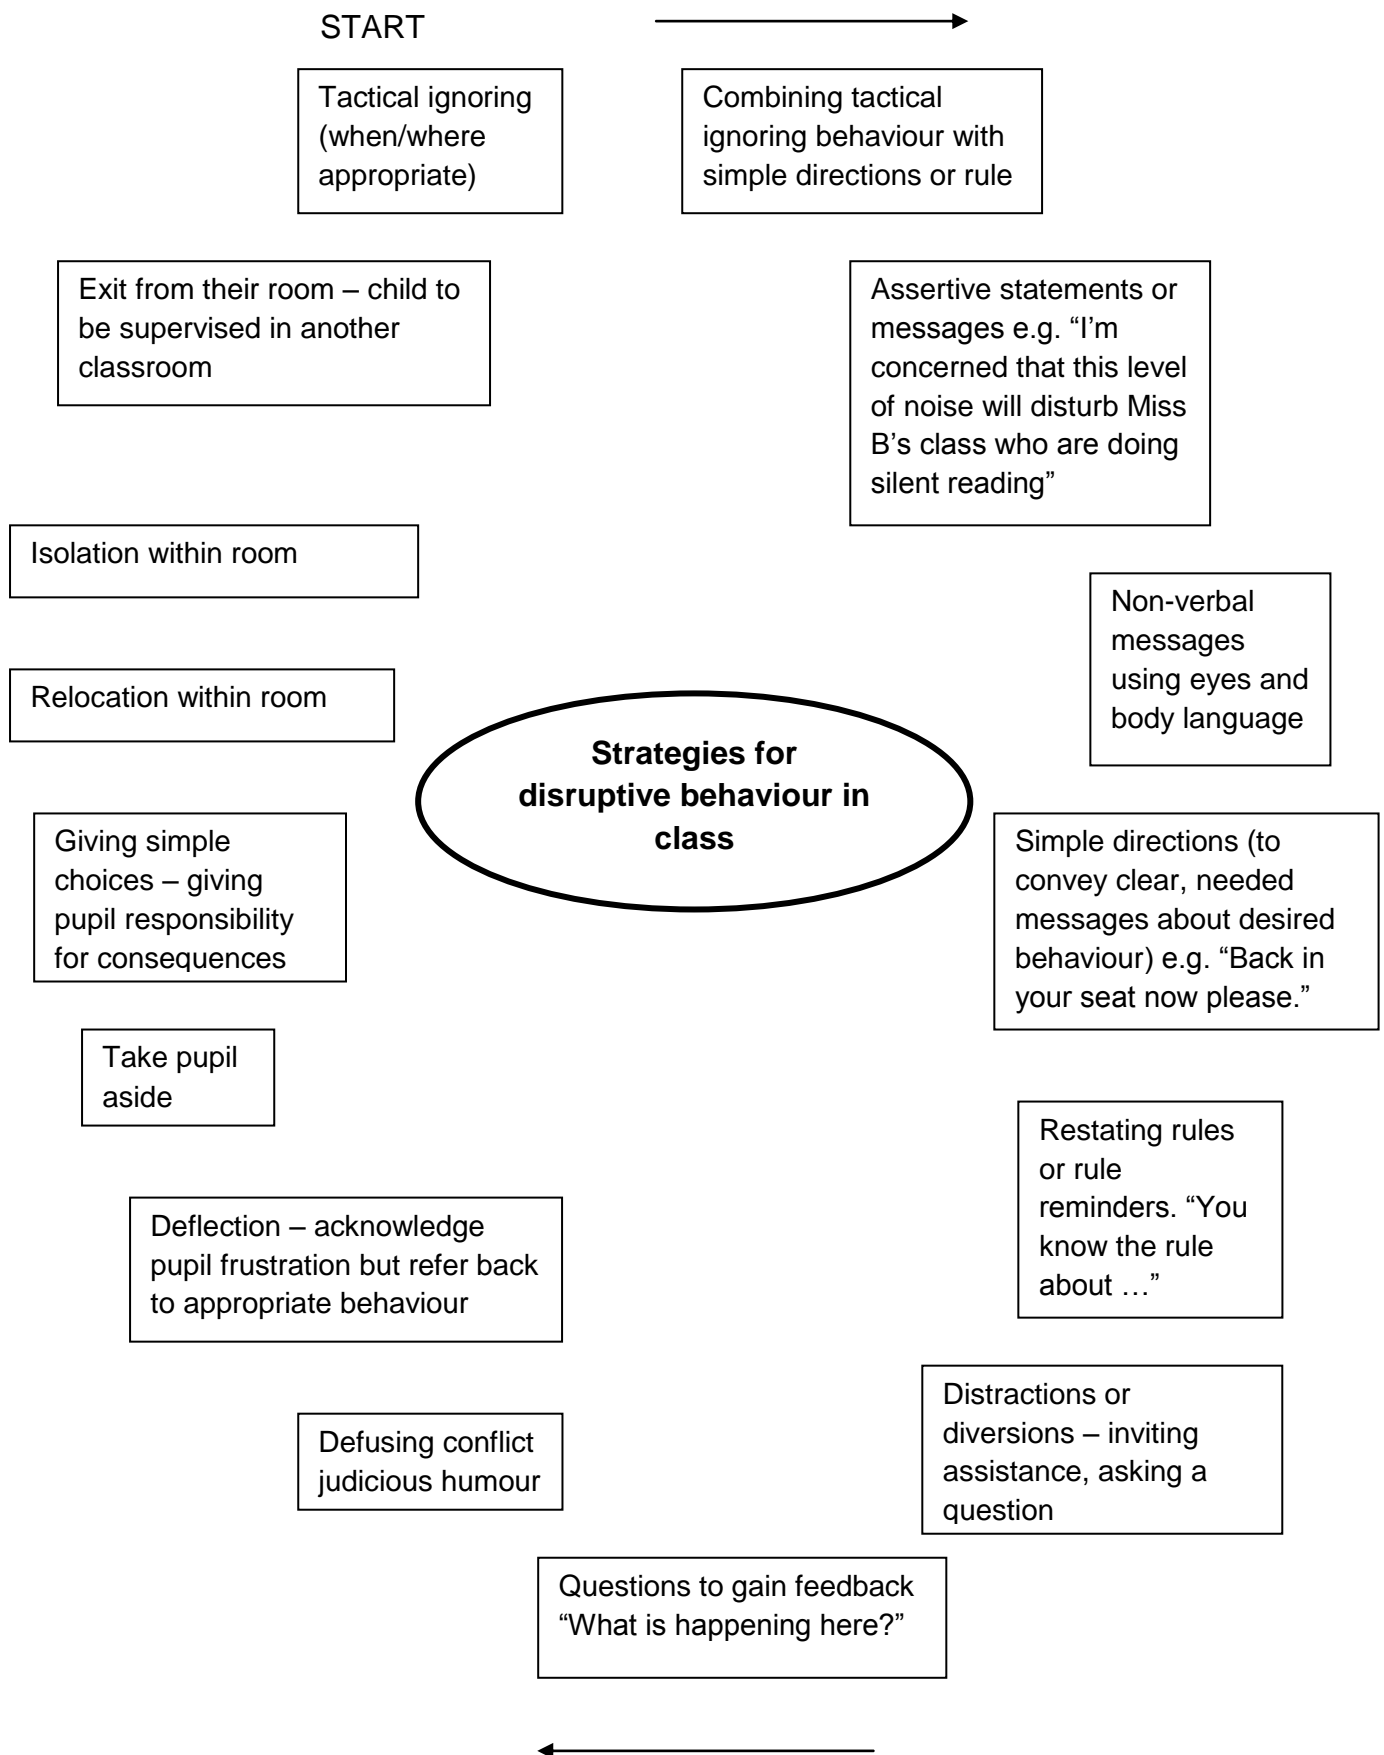 START
Tactical ignoring
(when/where
appropriate)
Combining tactical
ignoring behaviour with
simple directions or rule
Assertive statements or
messages e.g. “I’m
concerned that this level
of noise will disturb Miss
B’s class who are doing
silent reading”
Non-verbal
messages
using eyes and
body language
Simple directions (to
convey clear, needed
messages about desired
behaviour) e.g. “Back in
your seat now please.”
Restating rules
or rule
reminders. “You
know the rule
about …”
Distractions or
diversions – inviting
assistance, asking a
question
Questions to gain feedback
“What is happening here?”
Defusing conflict
judicious humour
Deflection – acknowledge
pupil frustration but refer back
to appropriate behaviour
Take pupil
aside
Giving simple
choices – giving
pupil responsibility
for consequences
Relocation within room
Isolation within room
Exit from their room – child to
be supervised in another
classroom
Strategies for
disruptive behaviour in
class